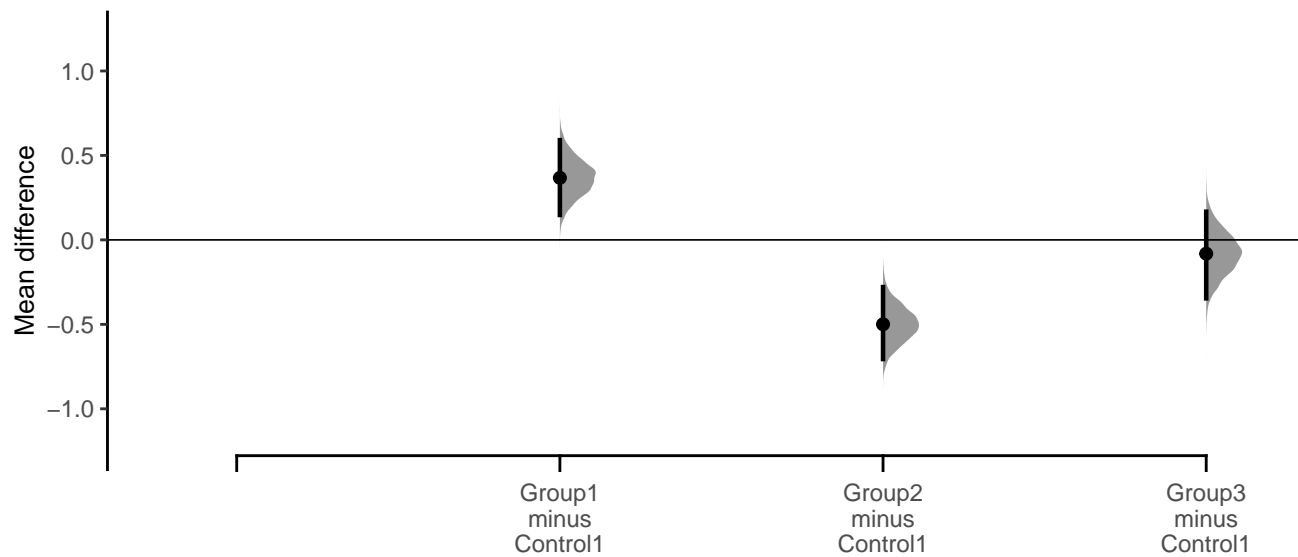 Mean difference
1.0
0.5
0.0
−0.5
−1.0
Group1
minus
Control1
Group2
minus
Control1
Group3
minus
Control1